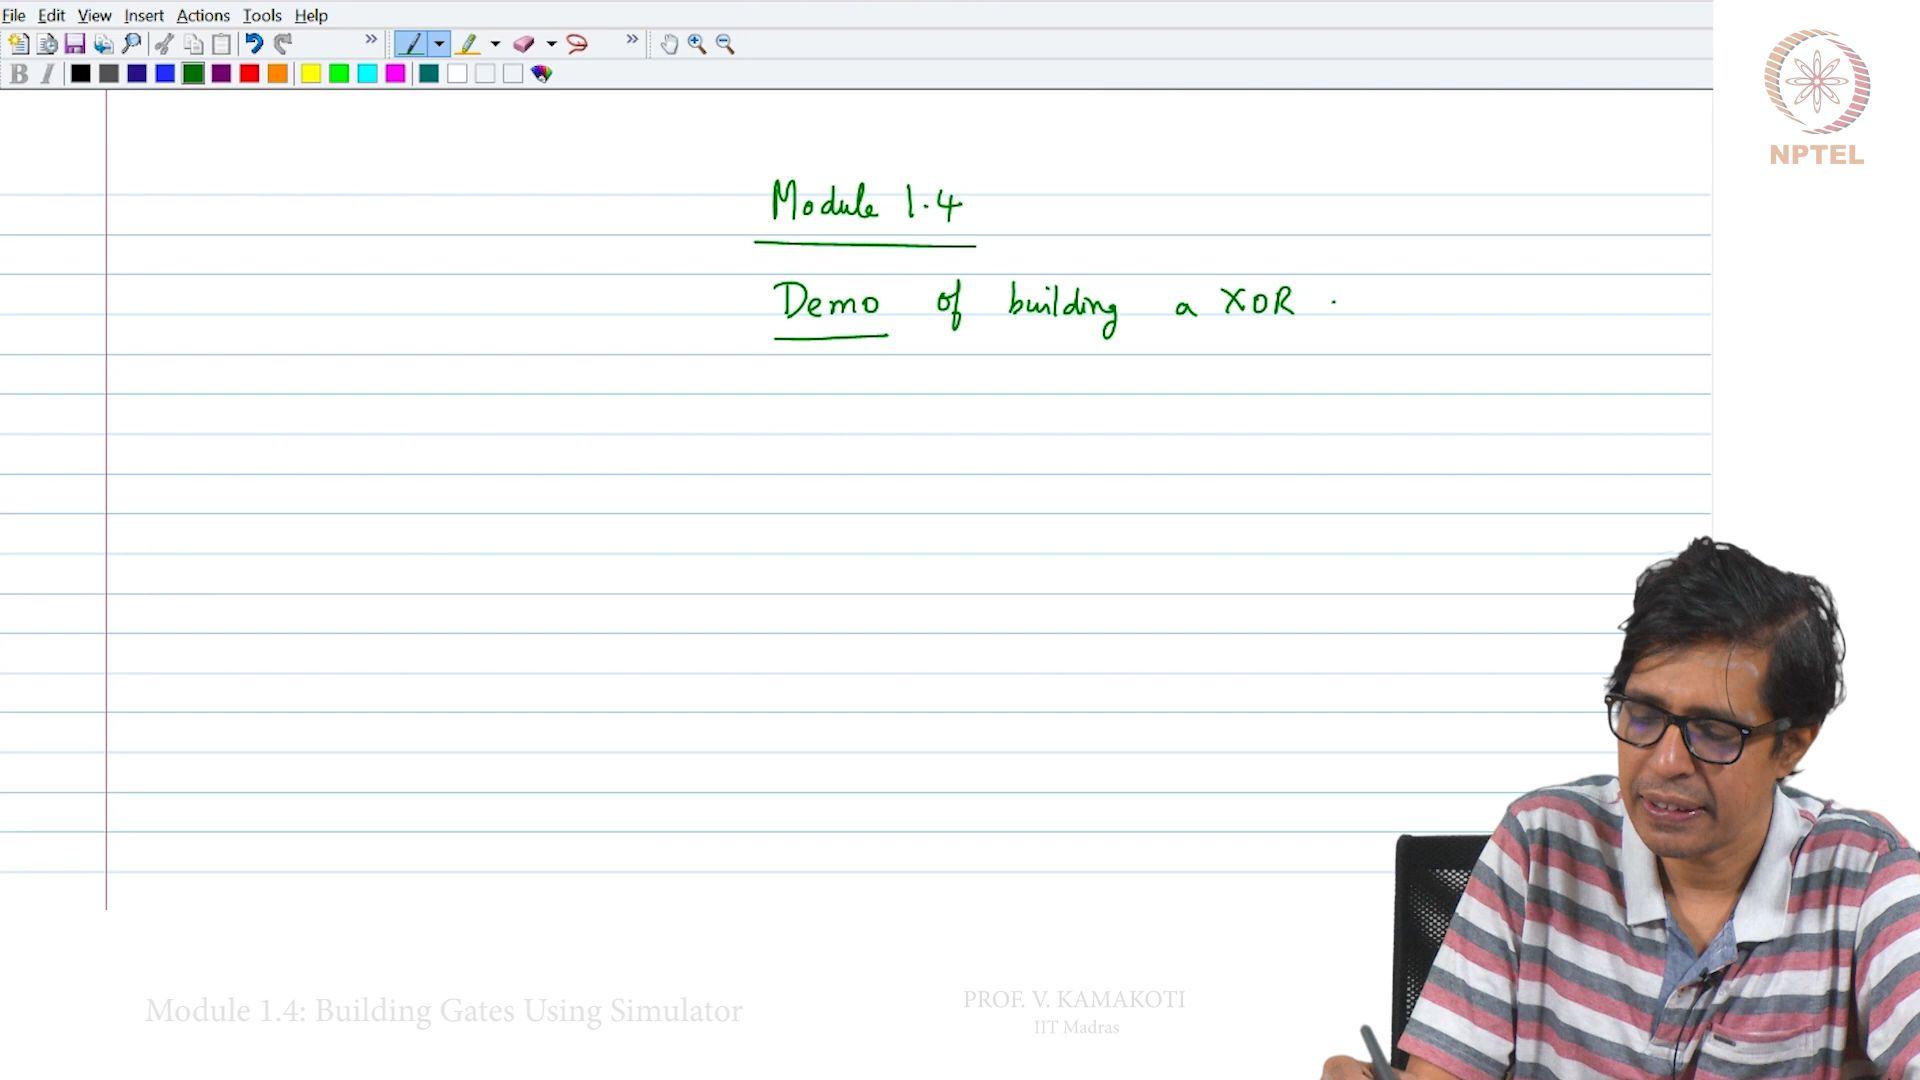 File Edit View Insert Actions Tools Help
B I
NPTEL
Module 1.4
Demo of building a XOR .
Module 1.4: Building Gates Using Simulator
PROF. V. KAMAKOTI
IIT Madras